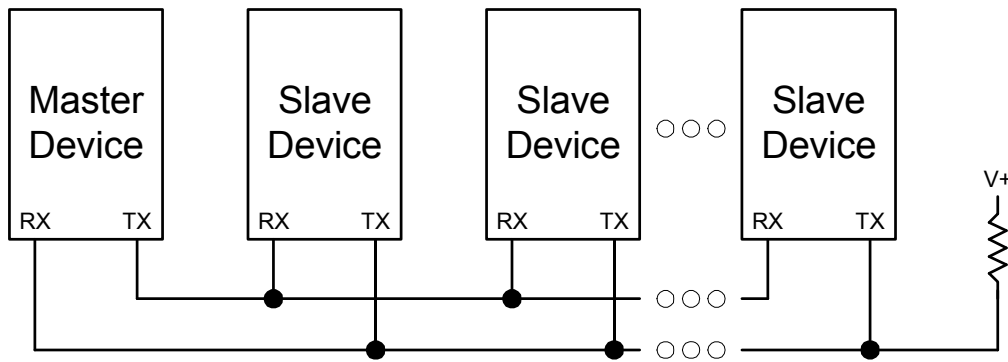 Master
Device
RX TX
Slave
Device
RX TX
Slave
Device
RX TX
Slave
Device
RX TX
V+